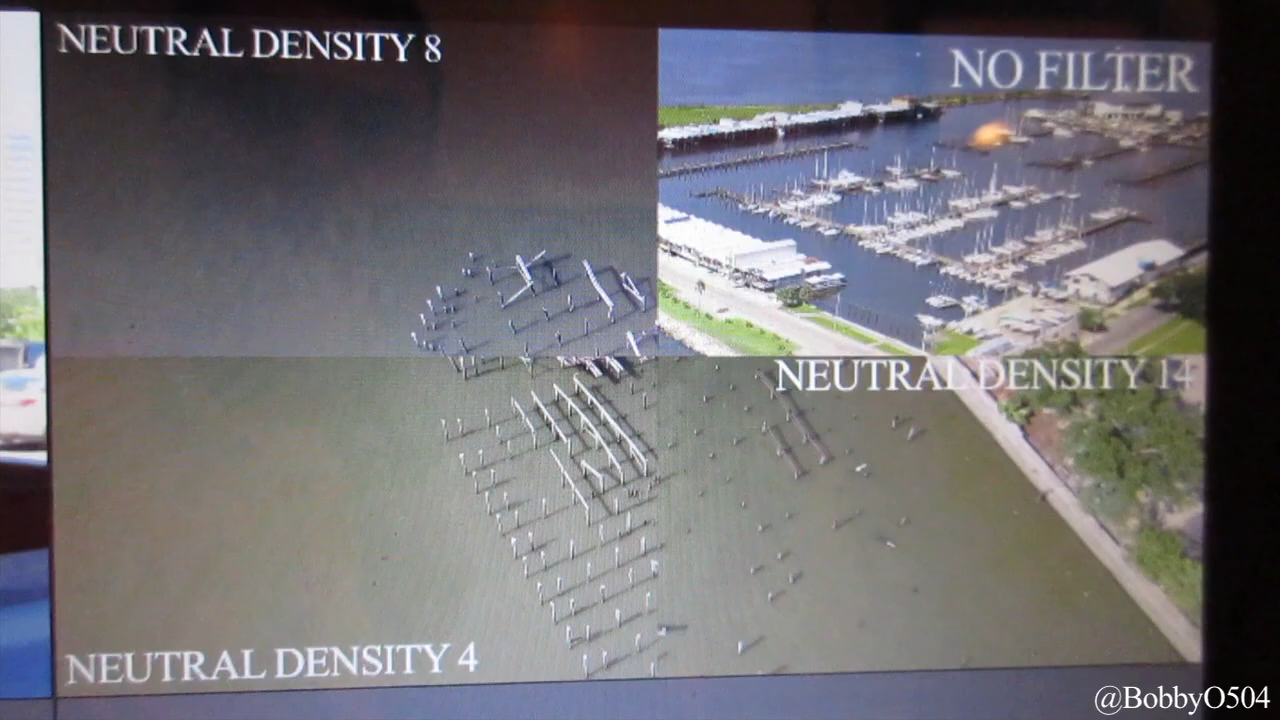 NEUTRAL DENSITY 8
NO FILTER
NEUTRAL DENSITY 14
NEUTRAL DENSITY 4
@BobbyO504